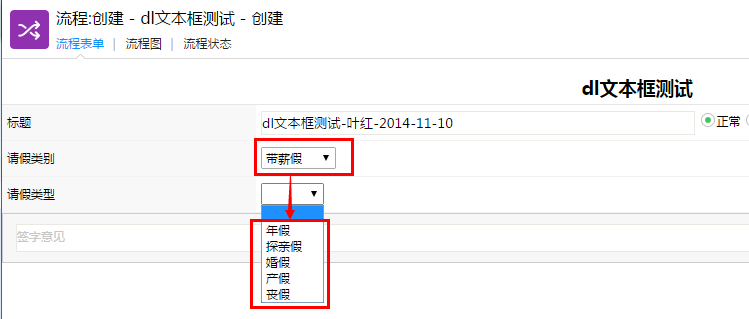 流程:创建 - dl文本框测试 - 创建
流程表单 | 流程图 | 流程状态
dl文本框测试
标题 dl文本框测试-叶红-2014-11-10 正常
请假类别 带薪假
请假类型
年假
签字意见
探亲假
婚假
产假
丧假